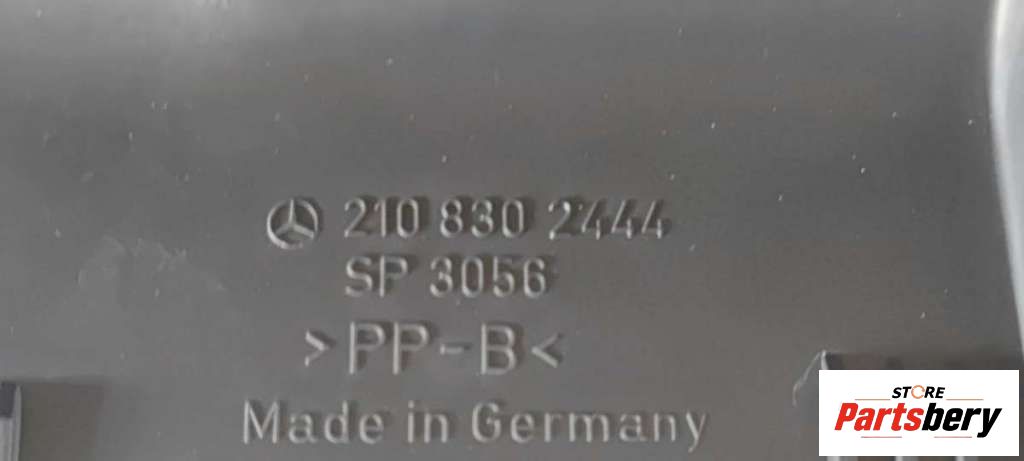 210 830 2444
SP 3056
>PP-B<
Made in Germany
STORE
Partsbery